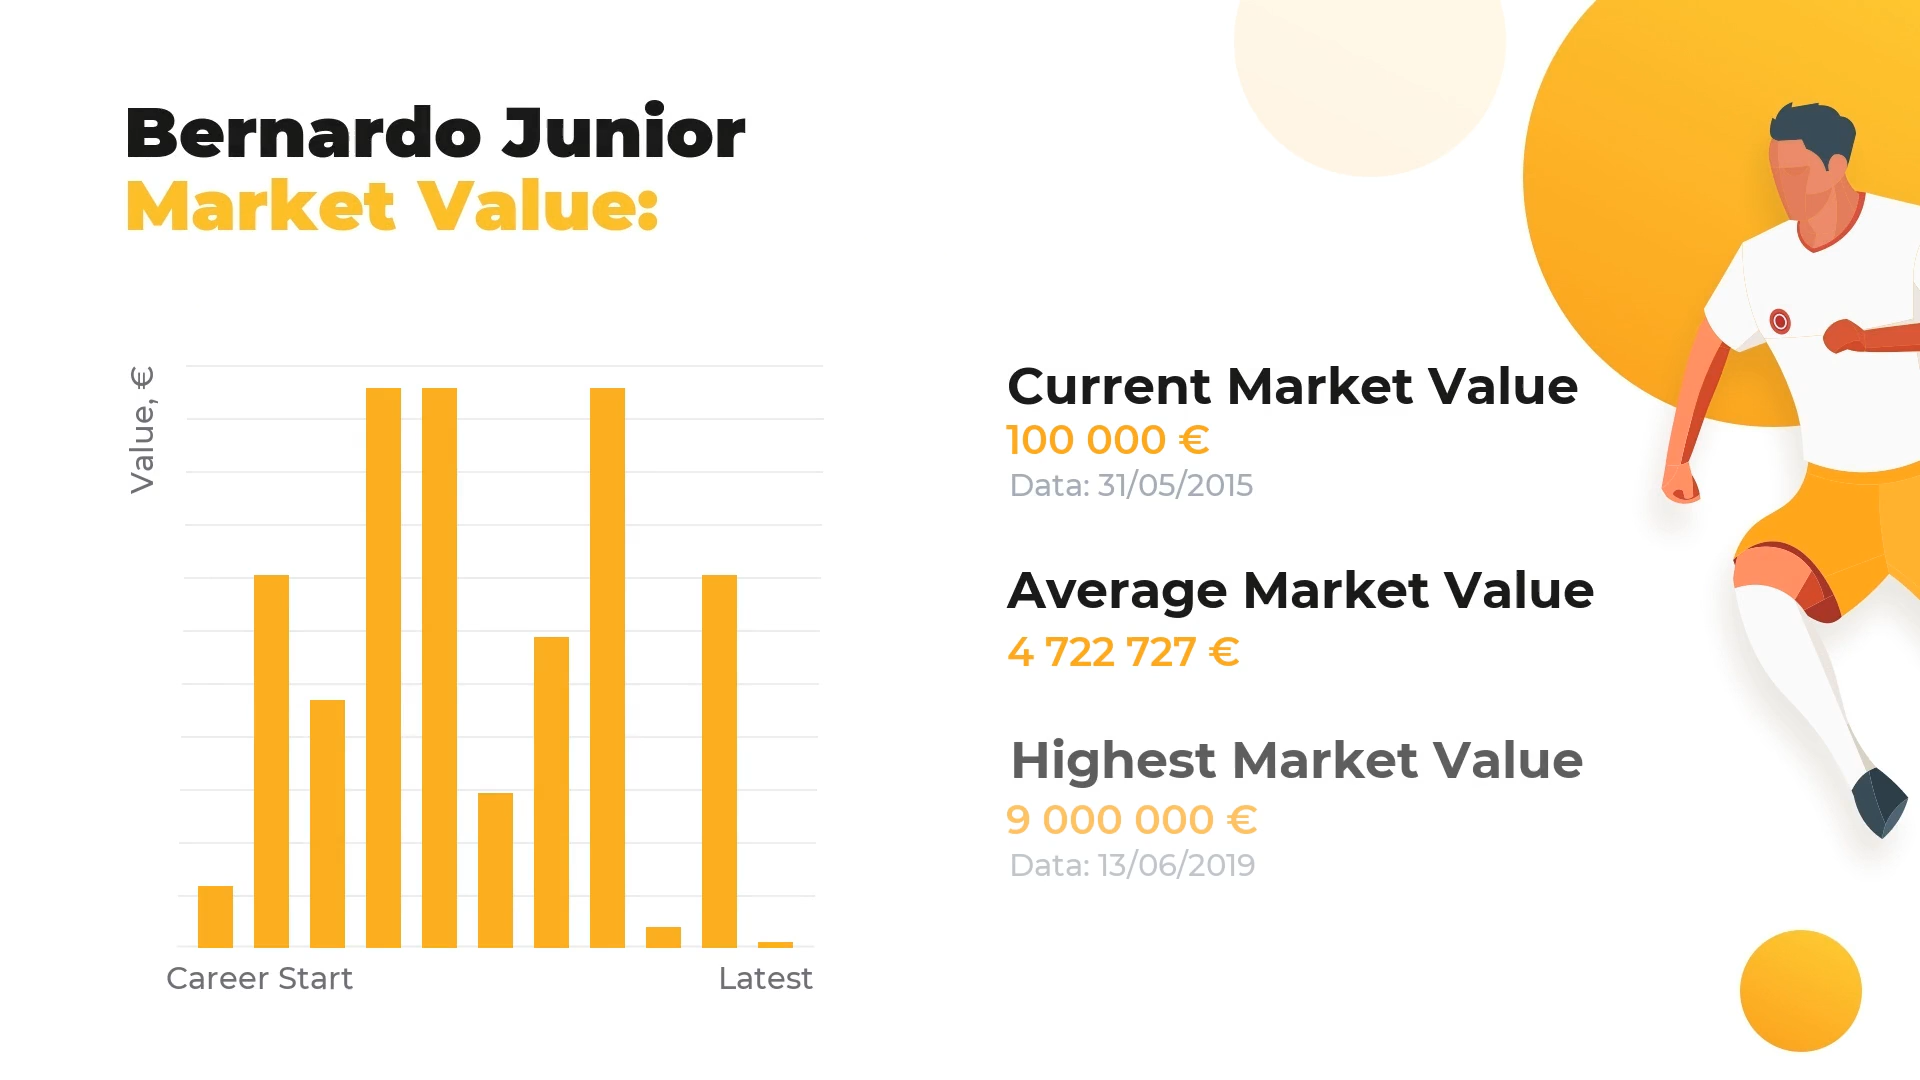 Bernardo Junior
Market Value:
Value, €
Career Start
Latest
Current Market Value
100 000 €
Data: 31/05/2015
Average Market Value
4 722 727 €
Highest Market Value
9 000 000 €
Data: 13/06/2019